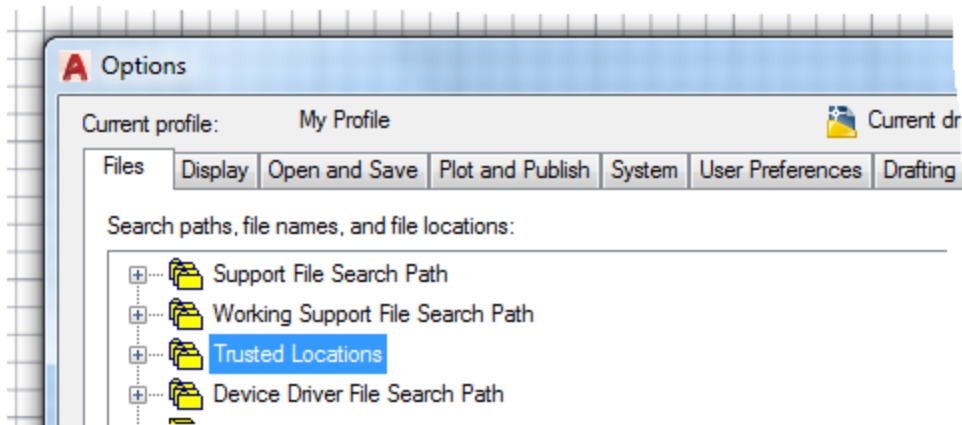 Options
Current profile: My Profile Current dr
Files Display Open and Save Plot and Publish System User Preferences Drafting
Search paths, file names, and file locations:
Support File Search Path
Working Support File Search Path
Trusted Locations
Device Driver File Search Path